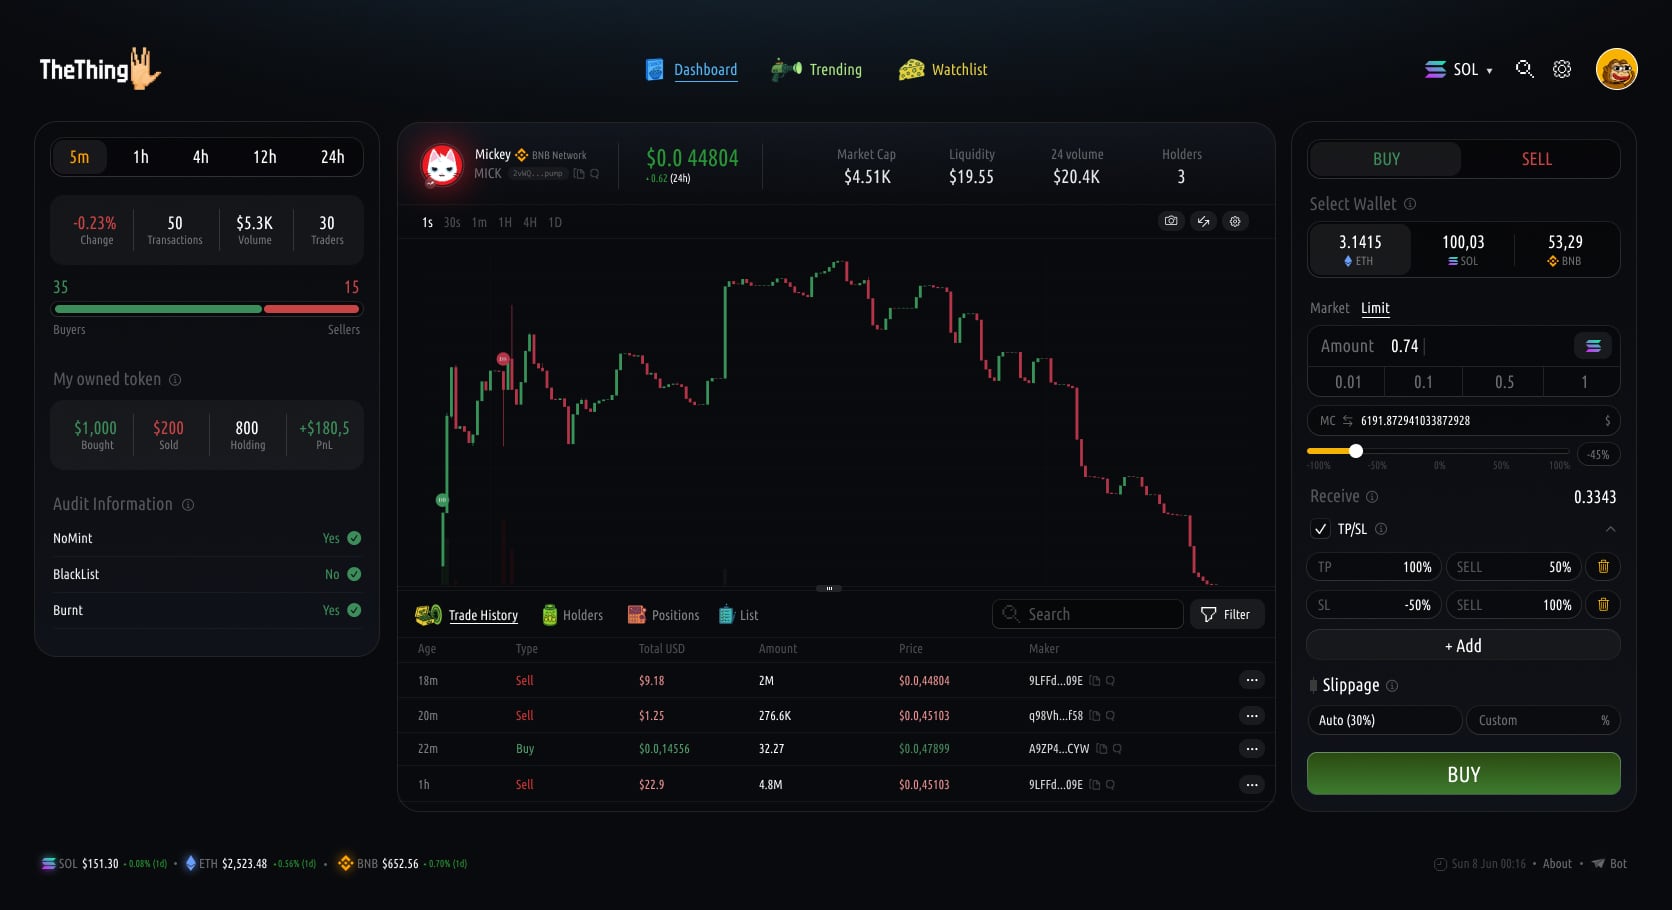 TheThing
Dashboard Trending Watchlist
SOL
5m 1h 4h 12h 24h
-0.23% 50 $5.3K 30
Change Transactions Volume Traders
35 15
Buyers Sellers
My owned token
$1,000 $200 800 +$180,5
Bought Sold Holding PnL
Audit Information
NoMint Yes
BlackList No
Burnt Yes
Mickey BNB Network
MICK 2vWQ...pump
$0.0 44804
0.62 (24h)
Market Cap Liquidity 24 volume Holders
$4.51K $19.55 $20.4K 3
1s 30s 1m 1H 4H 1D
Trade History Holders Positions List
Search Filter
Age Type Total USD Amount Price Maker
18m Sell $9.18 2M $0.0,44804 9LFFd...09E
20m Sell $1.25 276.6K $0.0,45103 q98Vh...f58
22m Buy $0.0,14556 32.27 $0.0,47899 A9ZP4...CYW
1h Sell $22.9 4.8M $0.0,45103 9LFFd...09E
BUY SELL
Select Wallet
3.1415 100,03 53,29
ETH SOL BNB
Market Limit
Amount 0.74
0.01 0.1 0.5 1
MC 6191.872941033872928 $
-45%
-100% -50% 0% 50% 100%
Receive 0.3343
TP/SL
TP 100% SELL 50%
SL -50% SELL 100%
+ Add
Slippage
Auto (30%) Custom %
BUY
SOL $151.30 0.08% (1d) • ETH $2,523.48 0.56% (1d) • BNB $652.56 0.70% (1d)
Sun 8 Jun 00:16 • About • Bot